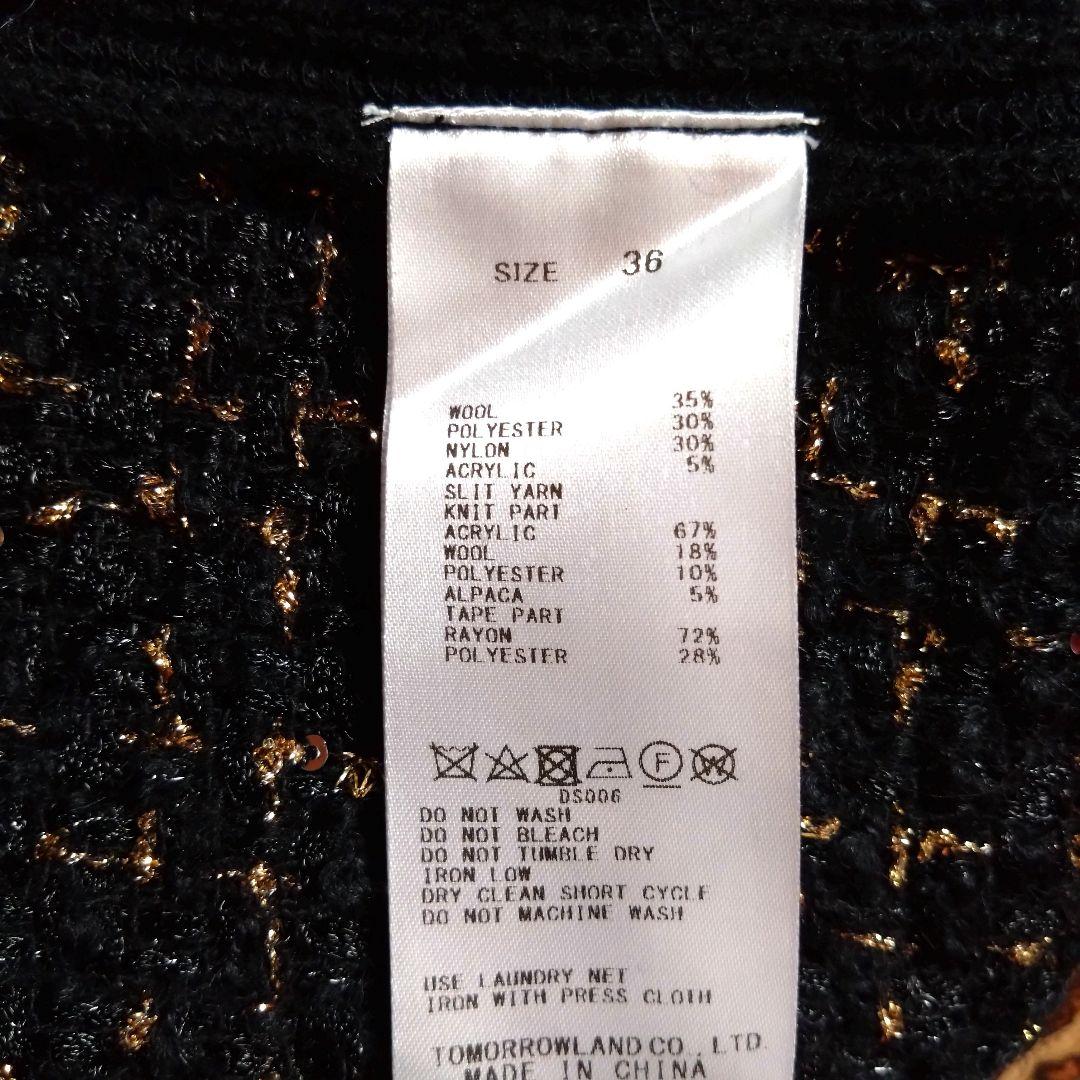 SIZE 36
WOOL 35%
POLYESTER 30%
NYLON 30%
ACRYLIC 5%
SLIT YARN
KNIT PART
ACRYLIC 67%
WOOL 18%
POLYESTER 10%
ALPACA 5%
TAPE PART
RAYON 72%
POLYESTER 28%
F W
DS006
DO NOT WASH
DO NOT BLEACH
DO NOT TUMBLE DRY
IRON LOW
DRY CLEAN SHORT CYCLE
DO NOT MACHINE WASH
USE LAUNDRY NET
IRON WITH PRESS CLOTH
TOMORROWLAND CO., LTD.
MADE IN CHINA